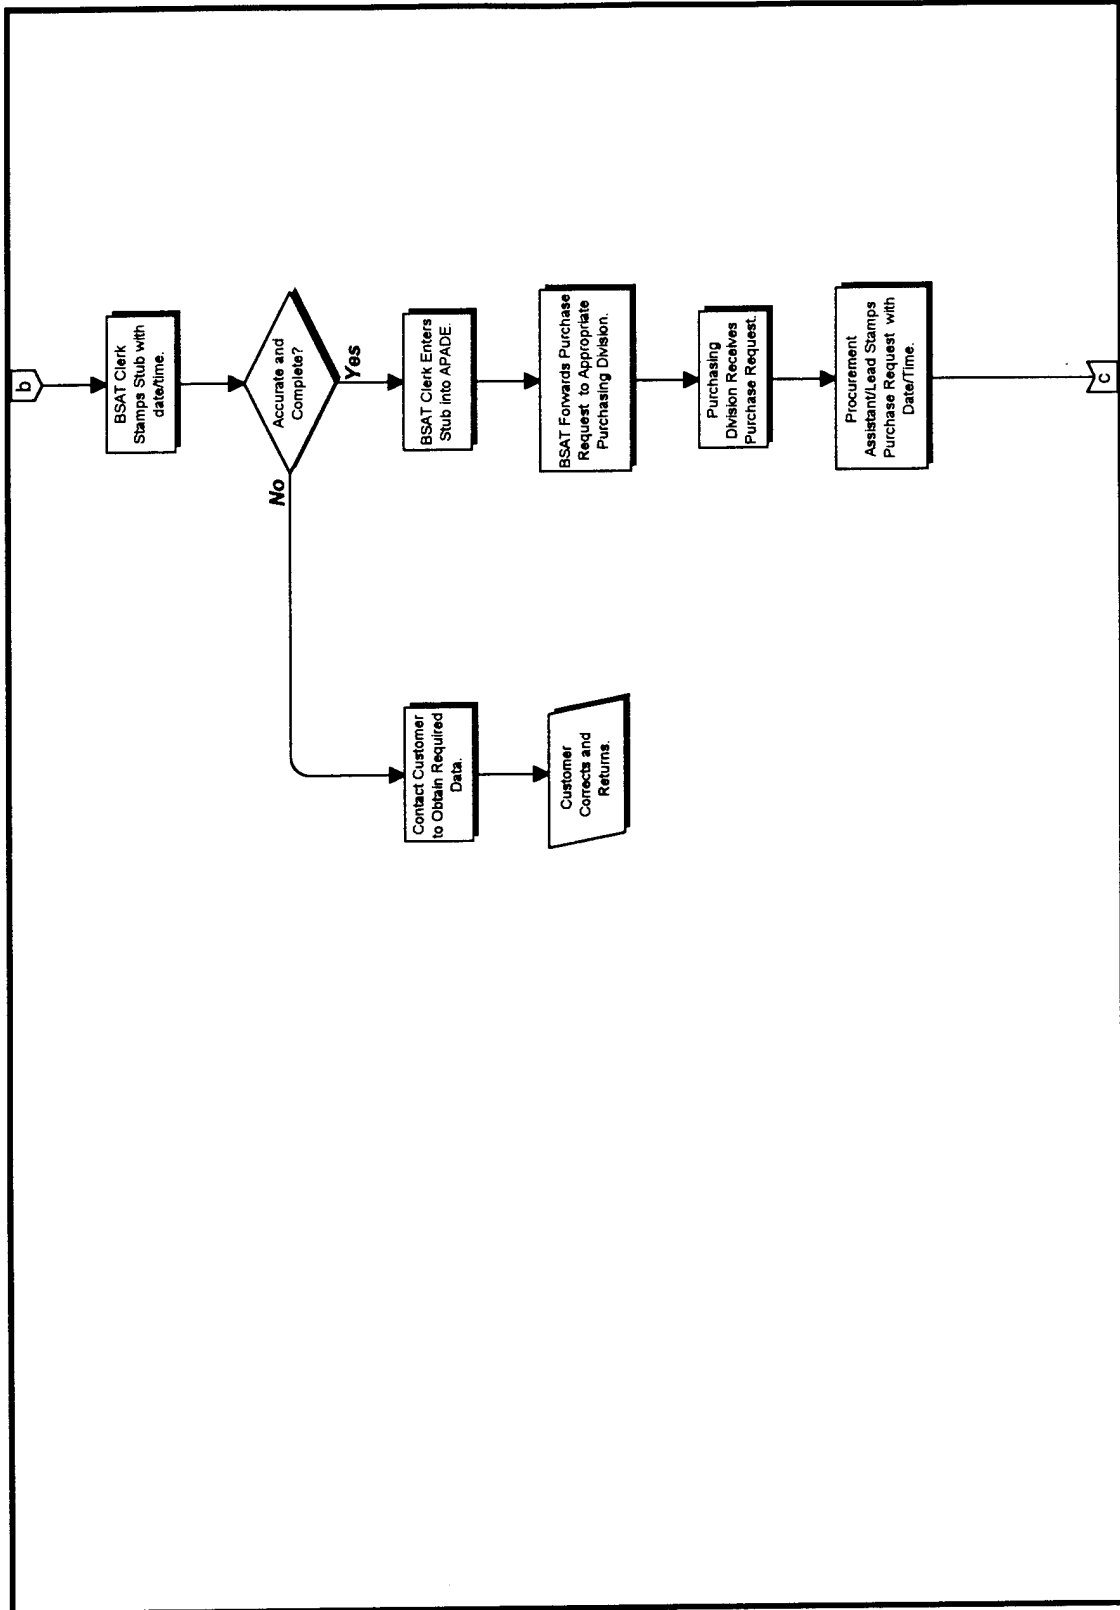 b
BSAT Clerk
Stamps Stub with
date/time.
Accurate and
Complete?
No
Yes
BSAT Clerk Enters
Stub into APADE.
BSAT Forwards Purchase
Request to Appropriate
Purchasing Division.
Purchasing
Division Receives
Purchase Request.
Procurement
Assistant/Lead Stamps
Purchase Request with
Date/Time.
c
Contact Customer
to Obtain Required
Data.
Customer
Corrects and
Returns.